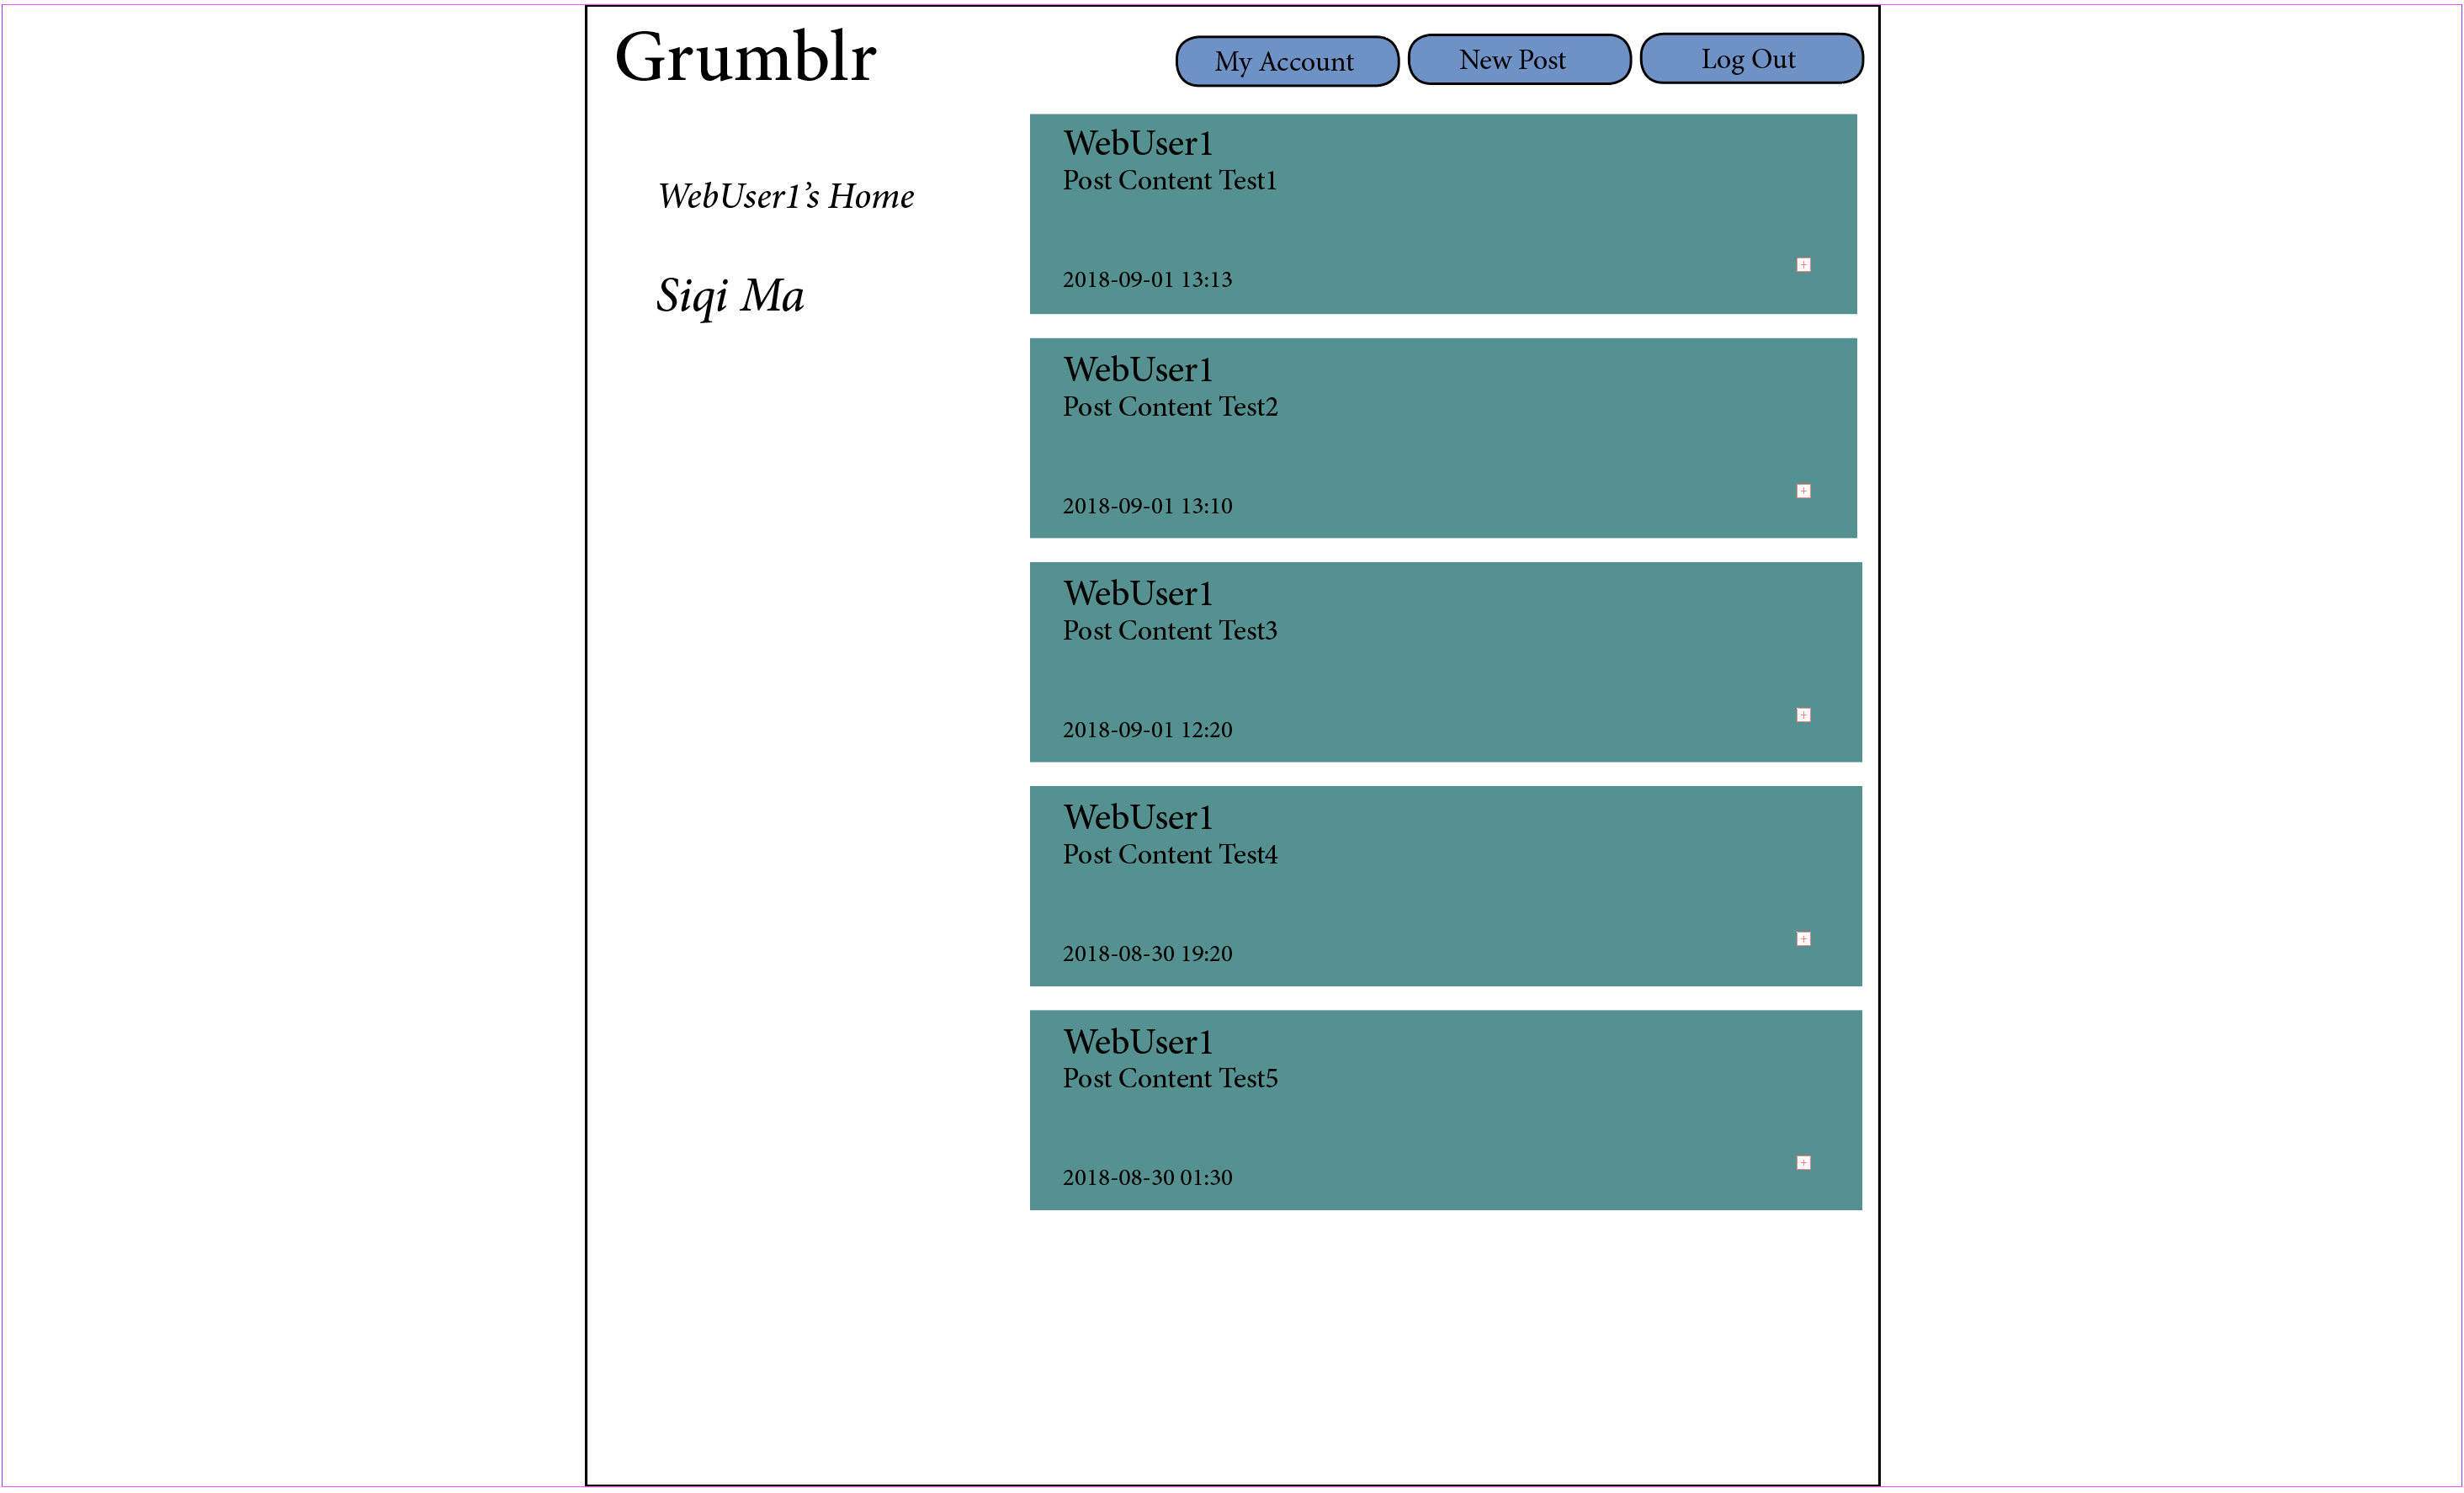 Grumblr
My Account
New Post
Log Out
WebUser1’s Home
Siqi Ma
WebUser1
Post Content Test1
2018-09-01 13:13
WebUser1
Post Content Test2
2018-09-01 13:10
WebUser1
Post Content Test3
2018-09-01 12:20
WebUser1
Post Content Test4
2018-08-30 19:20
WebUser1
Post Content Test5
2018-08-30 01:30